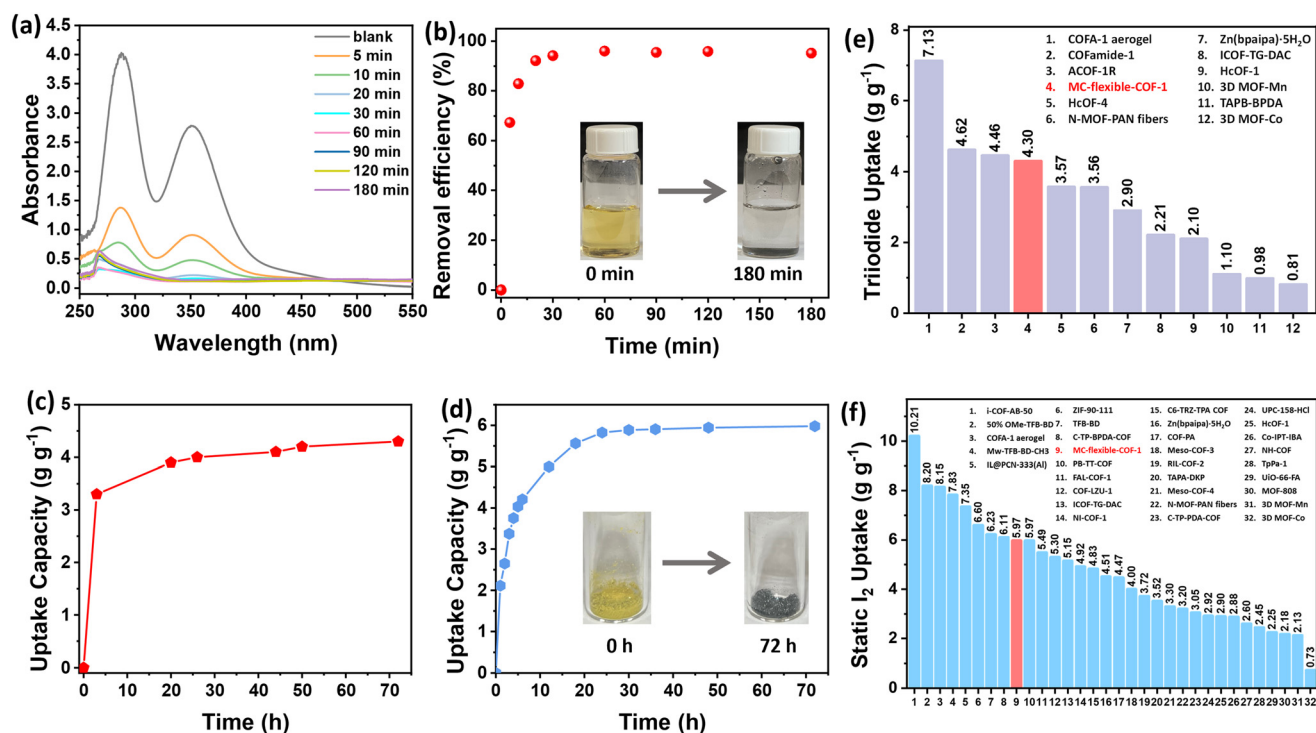 (a)
4.5
4.0
3.5
3.0
2.5
2.0
1.5
1.0
0.5
0.0
Absorbance
250 300 350 400 450 500 550
Wavelength (nm)
blank
5 min
10 min
20 min
30 min
60 min
90 min
120 min
180 min
(b)
100
80
60
40
20
0
Removal efficiency (%)
0 min
180 min
0 30 60 90 120 150 180
Time (min)
(e)
8
6
4
2
0
Triiodide Uptake (g g⁻¹)
1. COFA-1 aerogel
2. COFamide-1
3. ACOF-1R
4. MC-flexible-COF-1
5. HcOF-4
6. N-MOF-PAN fibers
7. Zn(bpaipa)·5H₂O
8. ICOF-TG-DAC
9. HcOF-1
10. 3D MOF-Mn
11. TAPB-BPDA
12. 3D MOF-Co
7.13
4.62
4.46
4.30
3.57
3.56
2.90
2.21
2.10
1.10
0.98
0.81
1 2 3 4 5 6 7 8 9 10 11 12
(c)
5
4
3
2
1
0
Uptake Capacity (g g⁻¹)
0 10 20 30 40 50 60 70
Time (h)
(d)
7
6
5
4
3
2
1
0
Uptake Capacity (g g⁻¹)
0 h
72 h
0 10 20 30 40 50 60 70
Time (h)
(f)
10
8
6
4
2
0
Static I₂ Uptake (g g⁻¹)
1. i-COF-AB-50
2. 50% OMe-TFB-BD
3. COFA-1 aerogel
4. Mw-TFB-BD-CH3
5. IL@PCN-333(Al)
6. ZIF-90-111
7. TFB-BD
8. C-TP-BPDA-COF
9. MC-flexible-COF-1
10. PB-TT-COF
11. FAL-COF-1
12. COF-LZU-1
13. ICOF-TG-DAC
14. NI-COF-1
15. C6-TRZ-TPA COF
16. Zn(bpaipa)·5H₂O
17. COF-PA
18. Meso-COF-3
19. RIL-COF-2
20. TAPA-DKP
21. Meso-COF-4
22. N-MOF-PAN fibers
23. C-TP-PDA-COF
24. UPC-158-HCl
25. HcOF-1
26. Co-IPT-IBA
27. NH-COF
28. TpPa-1
29. UiO-66-FA
30. MOF-808
31. 3D MOF-Mn
32. 3D MOF-Co
10.21
8.20
8.15
7.83
7.35
6.60
6.23
6.11
5.97
5.97
5.49
5.30
5.15
4.92
4.83
4.51
4.47
4.00
3.72
3.52
3.30
3.20
3.05
2.92
2.90
2.88
2.60
2.45
2.25
2.18
2.13
0.73
1 2 3 4 5 6 7 8 9 10 11 12 13 14 15 16 17 18 19 20 21 22 23 24 25 26 27 28 29 30 31 32